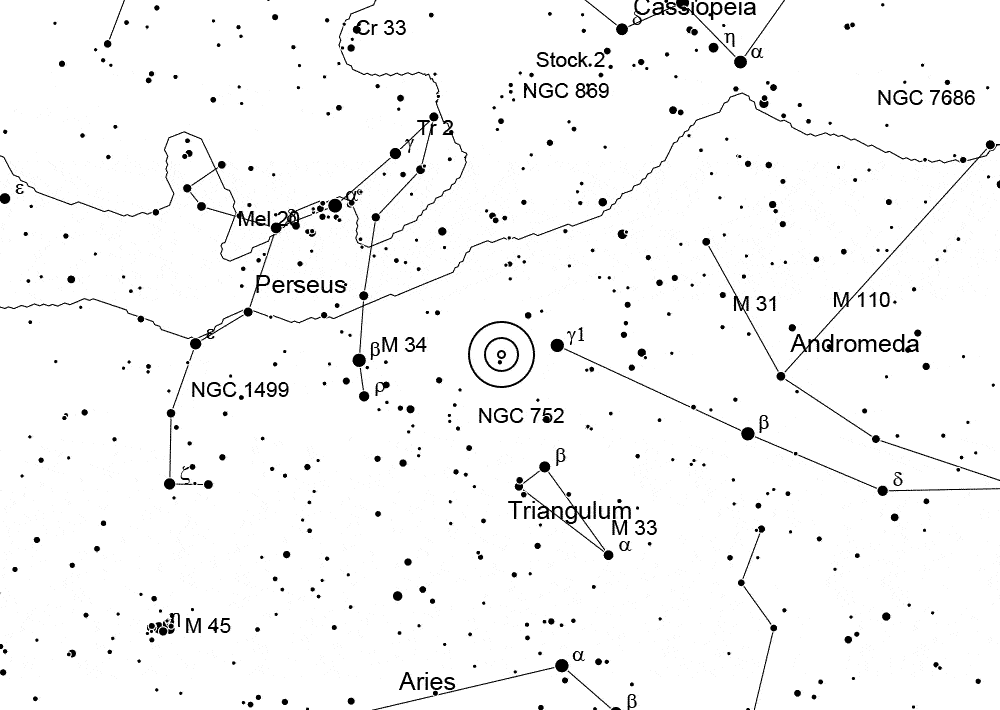 Cassiopeia
δ
η
α
Cr 33
Stock 2
NGC 869
NGC 7686
Tr 2
γ
ε
α
Mel 20
δ
Perseus
M 31
M 110
Andromeda
ε
β
M 34
γ1
NGC 1499
ρ
NGC 752
β
β
ζ
δ
Triangulum
M 33
α
η
M 45
α
Aries
β